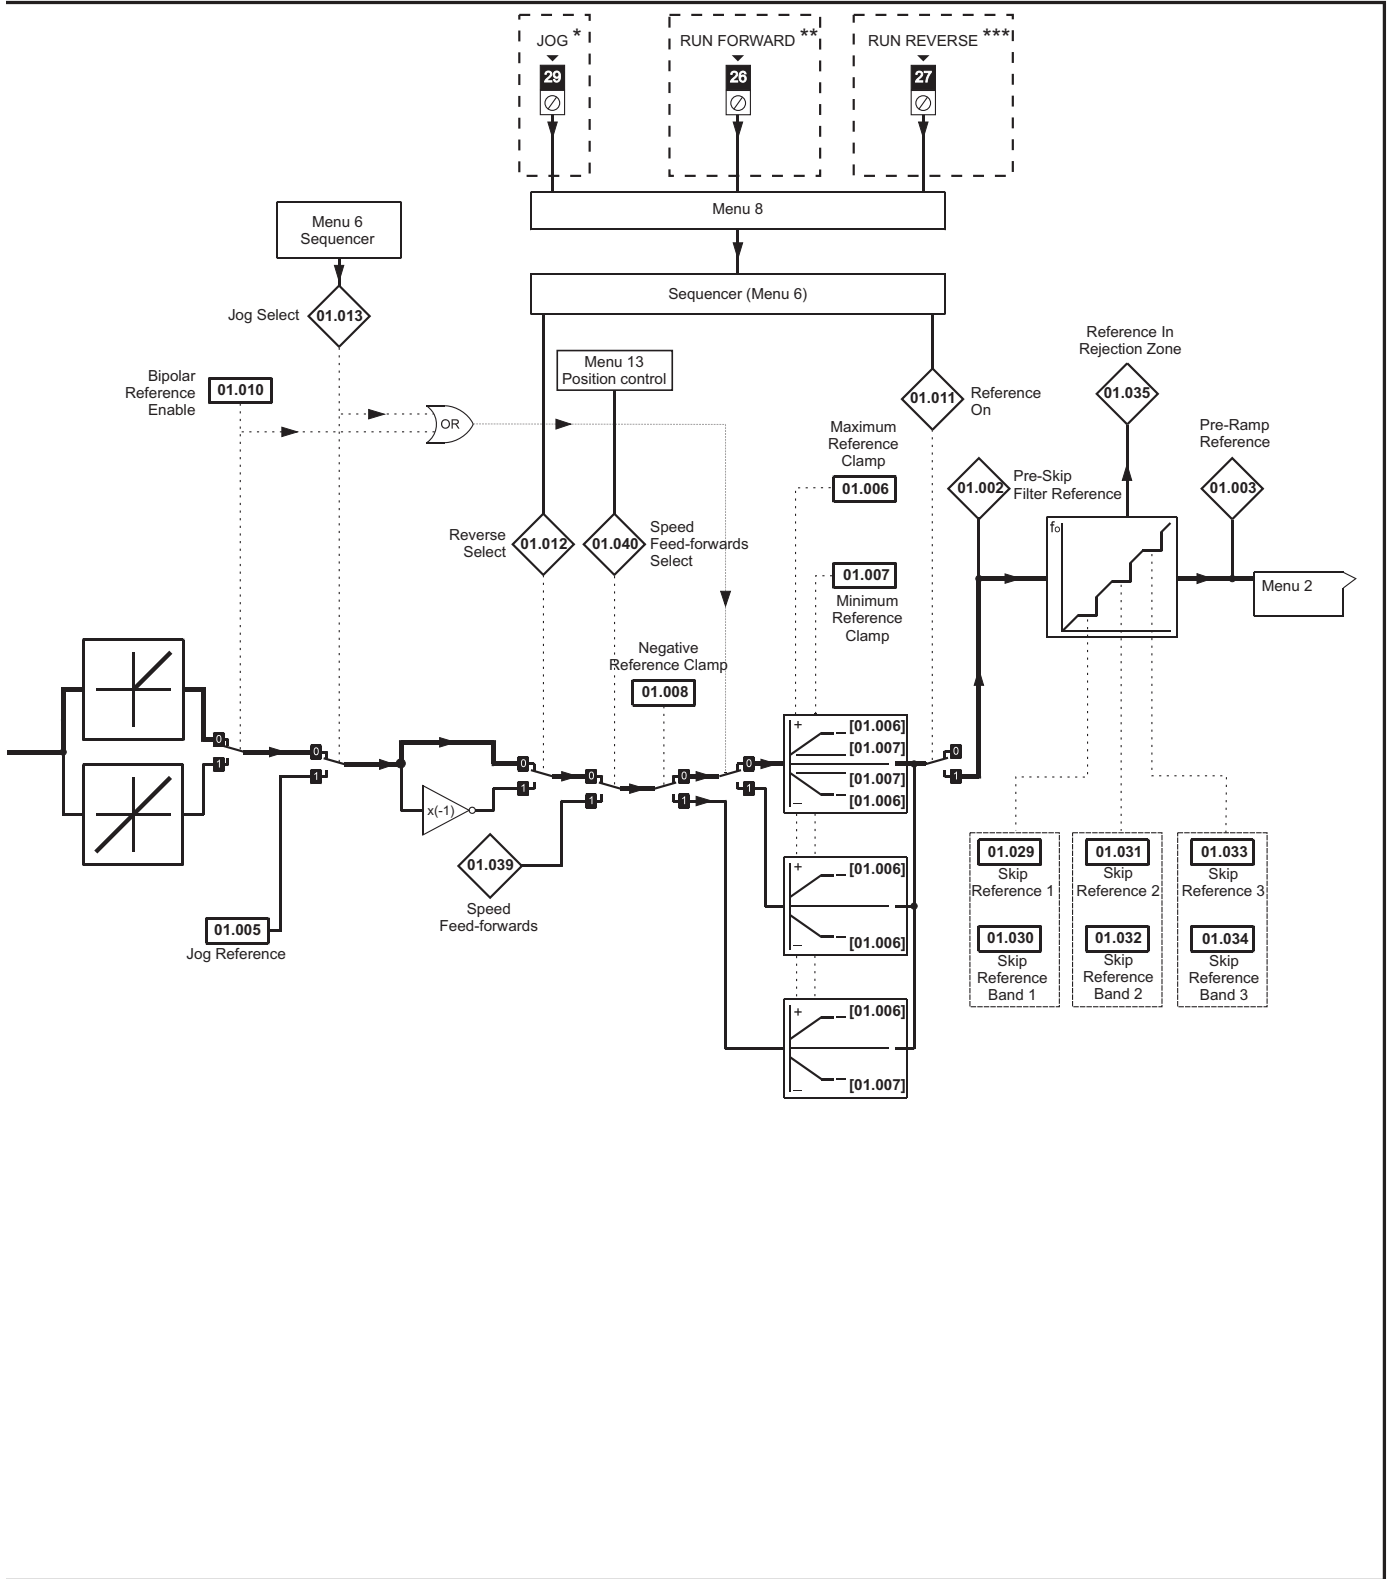 JOG *
RUN FORWARD **
RUN REVERSE ***
29
26
27
Menu 8
Menu 6
Sequencer
Sequencer (Menu 6)
Jog Select
01.013
Reference In
Rejection Zone
01.035
Menu 13
Position control
Bipolar
Reference
Enable
01.010
01.011
Reference
On
OR
Maximum
Reference
Clamp
01.006
Pre-Ramp
Reference
01.003
01.002
Pre-Skip
Filter Reference
Reverse
Select
01.012
01.040
Speed
Feed-forwards
Select
01.007
Minimum
Reference
Clamp
fo
Menu 2
Negative
Reference Clamp
01.008
0
1
0
1
x(-1)
0
1
0
1
0
1
0
1
+
[01.006]
[01.007]
[01.007]
[01.006]
–
0
1
01.039
Speed
Feed-forwards
+
[01.006]
–
[01.006]
01.005
Jog Reference
+
[01.006]
–
[01.007]
01.029
Skip
Reference 1
01.030
Skip
Reference
Band 1
01.031
Skip
Reference 2
01.032
Skip
Reference
Band 2
01.033
Skip
Reference 3
01.034
Skip
Reference
Band 3